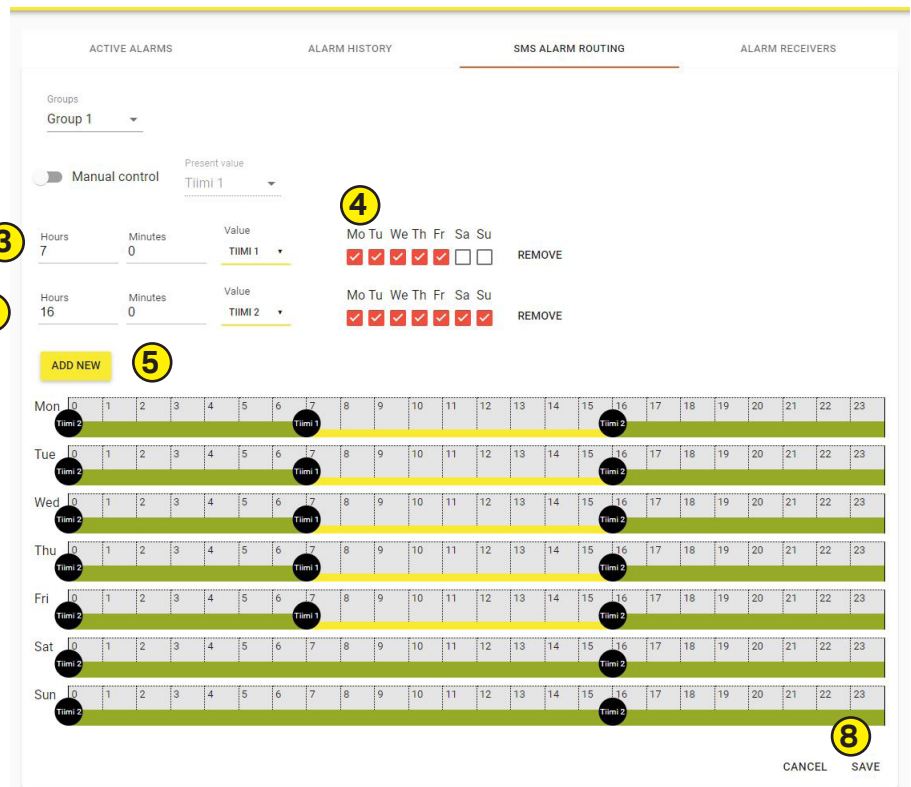 ACTIVE ALARMS ALARM HISTORY SMS ALARM ROUTING ALARM RECEIVERS
Groups
Group 1
Manual control
Present value
Tiimi 1
4
3
Hours Minutes Value
7 0 TIIMI 1
Mo Tu We Th Fr Sa Su
REMOVE
Hours Minutes Value
16 0 TIIMI 2
Mo Tu We Th Fr Sa Su
REMOVE
ADD NEW
5
Mon 0 1 2 3 4 5 6 7 8 9 10 11 12 13 14 15 16 17 18 19 20 21 22 23
Tiimi 2 Tiimi 1 Tiimi 2
Tue 0 1 2 3 4 5 6 7 8 9 10 11 12 13 14 15 16 17 18 19 20 21 22 23
Tiimi 2 Tiimi 1 Tiimi 2
Wed 0 1 2 3 4 5 6 7 8 9 10 11 12 13 14 15 16 17 18 19 20 21 22 23
Tiimi 2 Tiimi 1 Tiimi 2
Thu 0 1 2 3 4 5 6 7 8 9 10 11 12 13 14 15 16 17 18 19 20 21 22 23
Tiimi 2 Tiimi 1 Tiimi 2
Fri 0 1 2 3 4 5 6 7 8 9 10 11 12 13 14 15 16 17 18 19 20 21 22 23
Tiimi 2 Tiimi 1 Tiimi 2
Sat 0 1 2 3 4 5 6 7 8 9 10 11 12 13 14 15 16 17 18 19 20 21 22 23
Tiimi 2 Tiimi 2
Sun 0 1 2 3 4 5 6 7 8 9 10 11 12 13 14 15 16 17 18 19 20 21 22 23
Tiimi 2 Tiimi 2
8
CANCEL SAVE